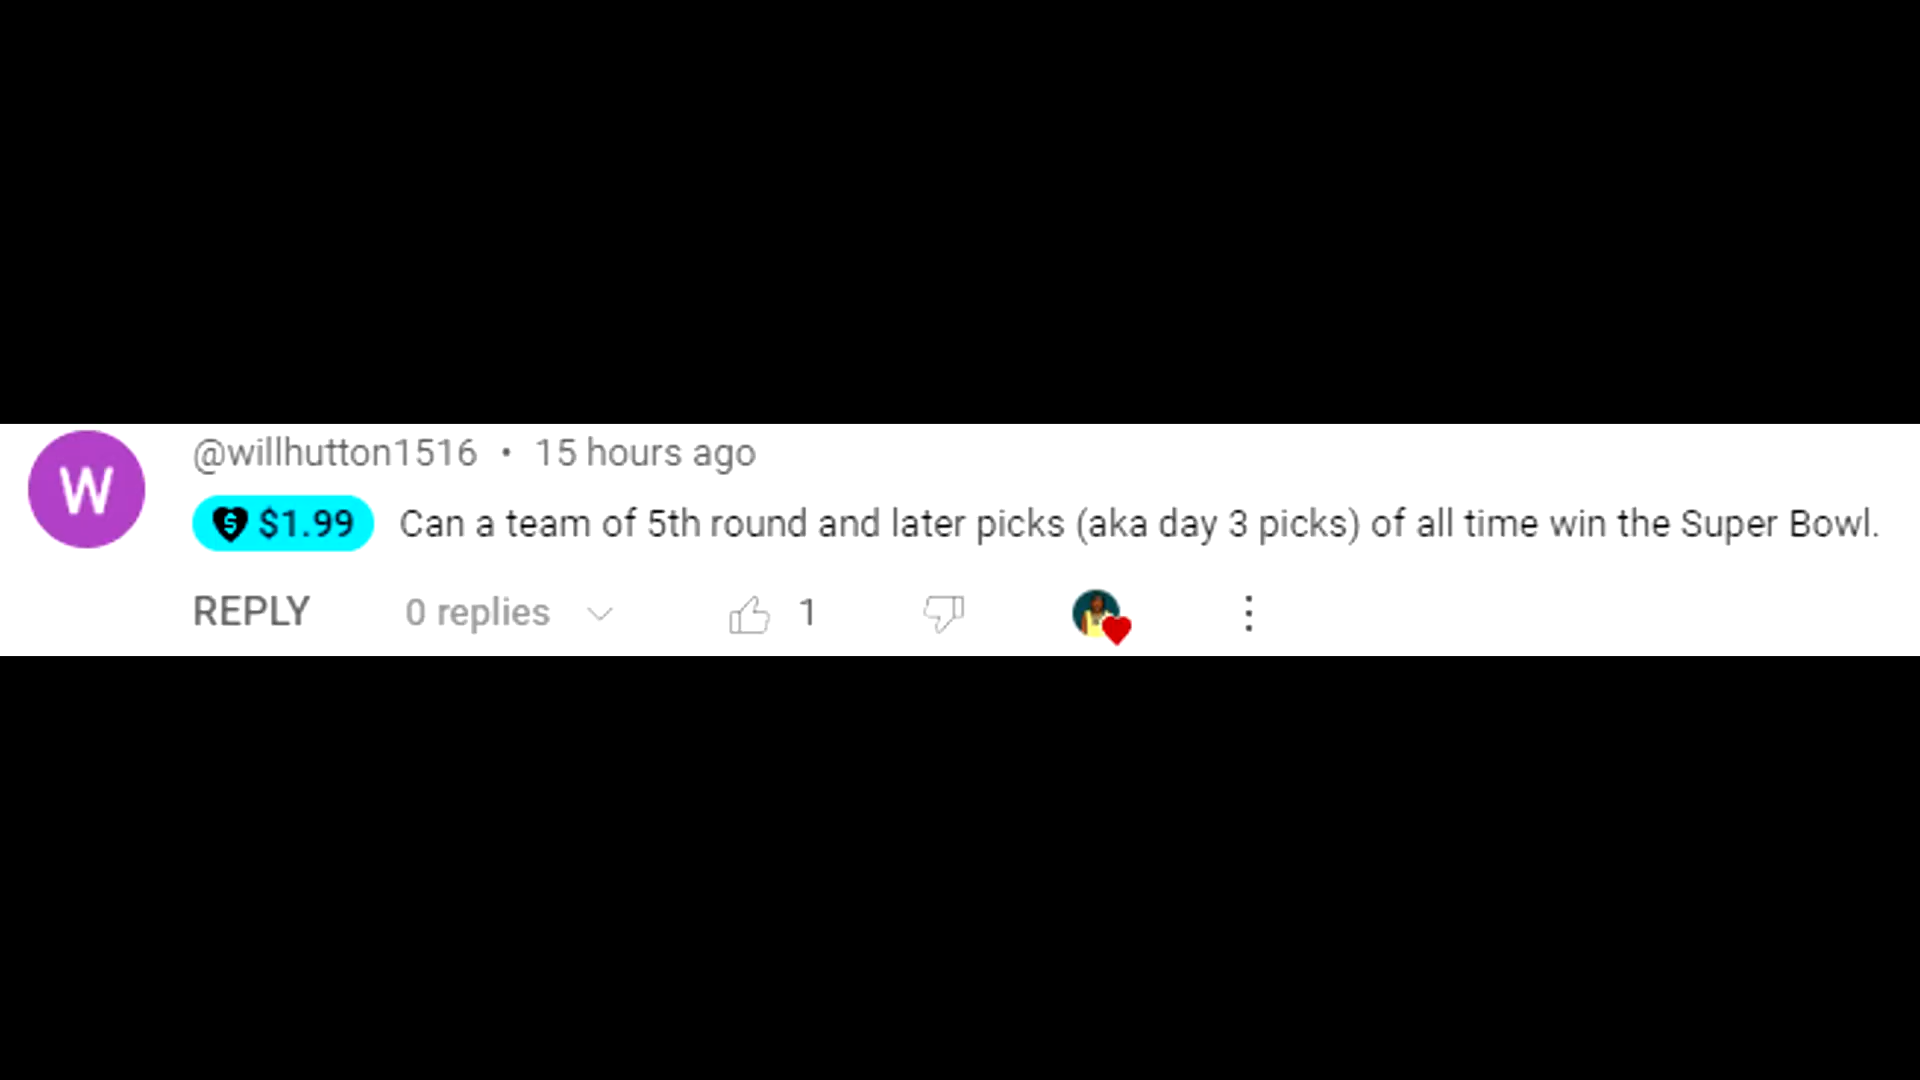 W
@willhutton1516 • 15 hours ago
$1.99 Can a team of 5th round and later picks (aka day 3 picks) of all time win the Super Bowl.
REPLY 0 replies 1